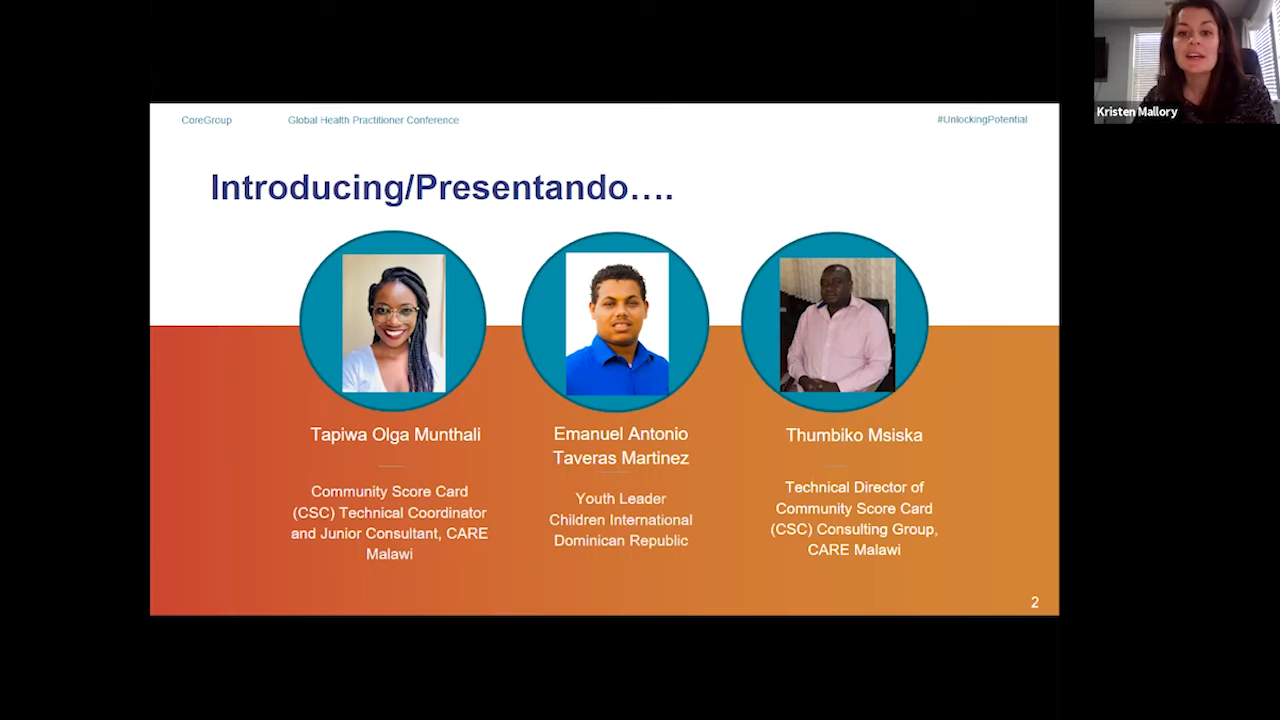 CoreGroup
Global Health Practitioner Conference
#UnlockingPotential
Kristen Mallory
Introducing/Presentando….
Tapiwa Olga Munthali
Community Score Card
(CSC) Technical Coordinator
and Junior Consultant, CARE
Malawi
Emanuel Antonio
Taveras Martinez
Youth Leader
Children International
Dominican Republic
Thumbiko Msiska
Technical Director of
Community Score Card
(CSC) Consulting Group,
CARE Malawi
2